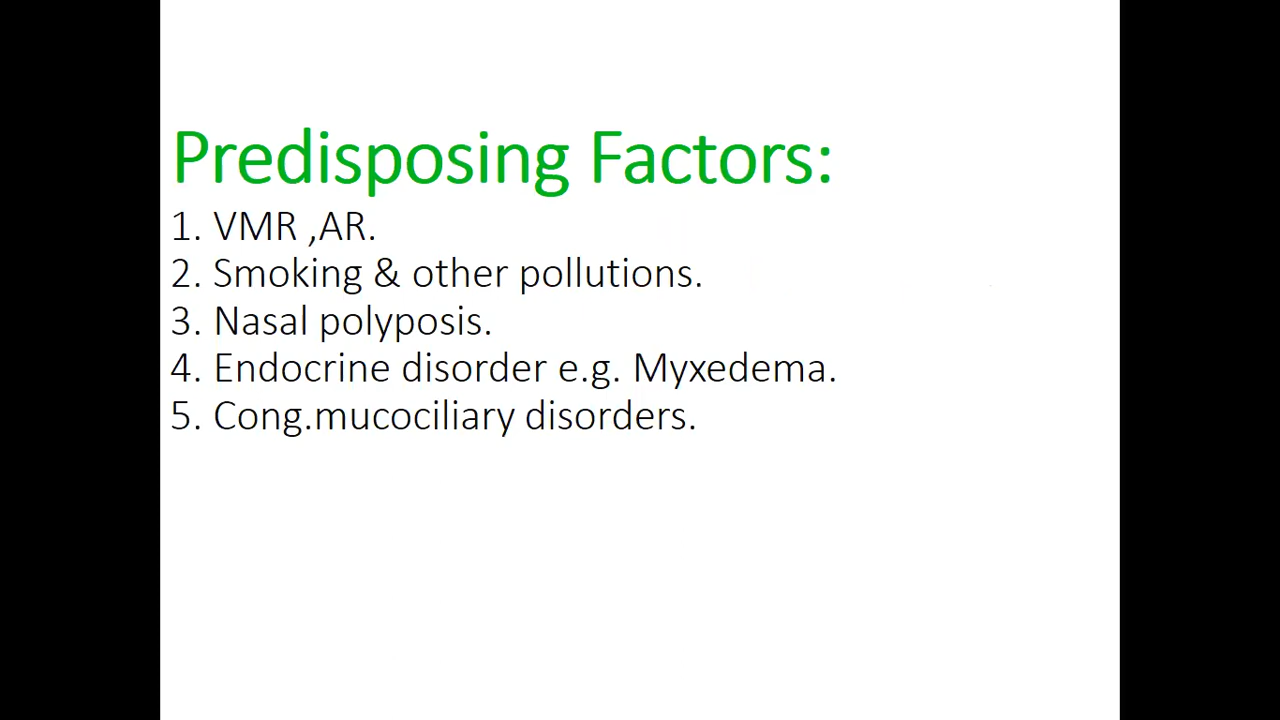 Predisposing Factors:
1. VMR ,AR.
2. Smoking & other pollutions.
3. Nasal polyposis.
4. Endocrine disorder e.g. Myxedema.
5. Cong.mucociliary disorders.